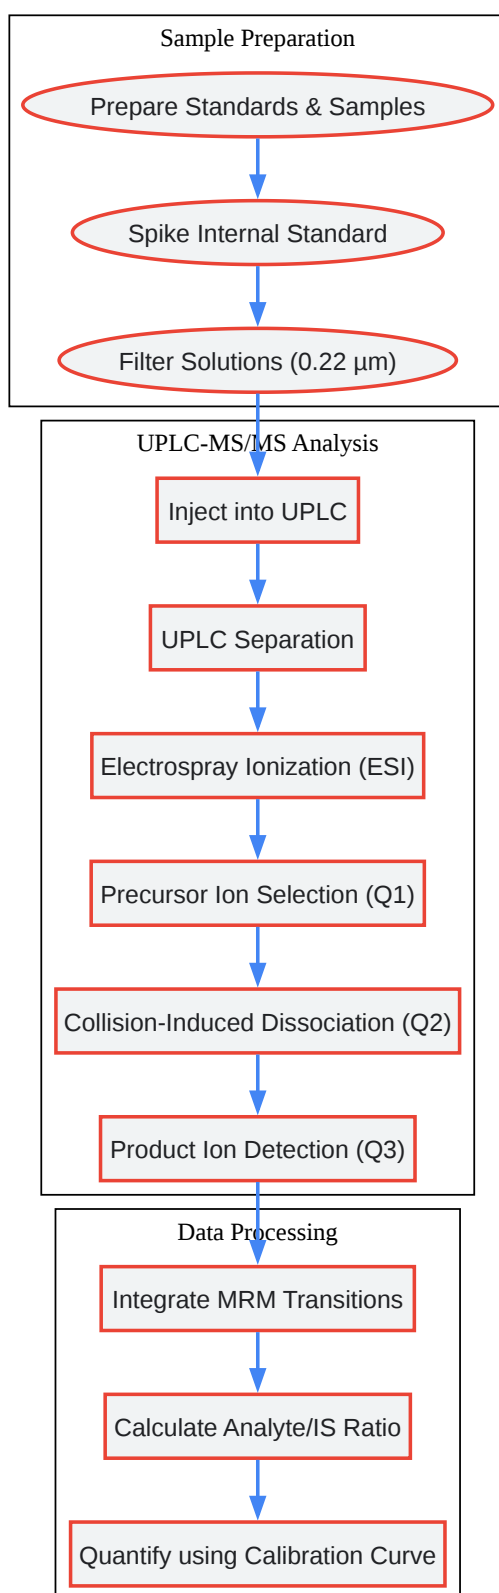 Sample Preparation
Prepare Standards & Samples
Spike Internal Standard
Filter Solutions (0.22 µm)
UPLC-MS/MS Analysis
Inject into UPLC
UPLC Separation
Electrospray Ionization (ESI)
Precursor Ion Selection (Q1)
Collision-Induced Dissociation (Q2)
Product Ion Detection (Q3)
Data Processing
Integrate MRM Transitions
Calculate Analyte/IS Ratio
Quantify using Calibration Curve